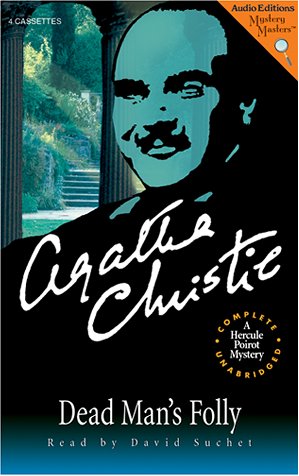 4 CASSETTES
Audio Editions
Mystery
Masters™
Agatha
Christie
COMPLETE
A
Hercule
Poirot
Mystery
UNABRIDGED
Dead Man's Folly
Read by David Suchet